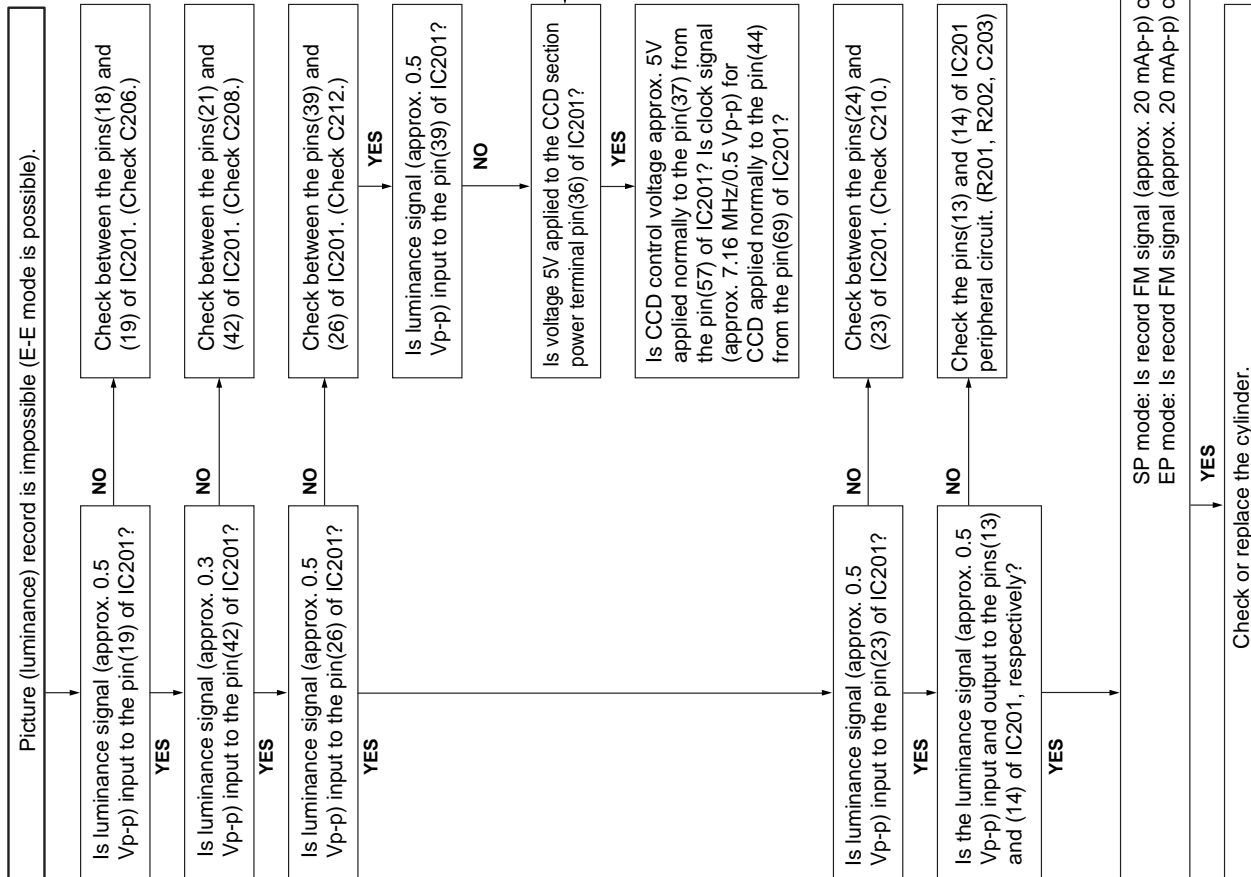 Picture (luminance) record is impossible (E-E mode is possible).
Is luminance signal (approx. 0.5
Vp-p) input to the pin(19) of IC201?
NO
Check between the pins(18) and
(19) of IC201. (Check C206.)
YES
Is luminance signal (approx. 0.3
Vp-p) input to the pin(42) of IC201?
NO
Check between the pins(21) and
(42) of IC201. (Check C208.)
YES
Is luminance signal (approx. 0.5
Vp-p) input to the pin(26) of IC201?
NO
Check between the pins(39) and
(26) of IC201. (Check C212.)
YES
YES
Is luminance signal (approx. 0.5
Vp-p) input to the pin(39) of IC201?
NO
Is voltage 5V applied to the CCD section
power terminal pin(36) of IC201?
YES
Is CCD control voltage approx. 5V
applied normally to the pin(37) from
the pin(57) of IC201? Is clock signal
(approx. 7.16 MHz/0.5 Vp-p) for
CCD applied normally to the pin(44)
from the pin(69) of IC201?
Is luminance signal (approx. 0.5
Vp-p) input to the pin(23) of IC201?
NO
Check between the pins(24) and
(23) of IC201. (Check C210.)
YES
Is the luminance signal (approx. 0.5
Vp-p) input and output to the pins(13)
and (14) of IC201, respectively?
NO
Check the pins(13) and (14) of IC201
peripheral circuit. (R201, R202, C203)
YES
SP mode: Is record FM signal (approx. 20 mAp-p)
EP mode: Is record FM signal (approx. 20 mAp-p)
YES
Check or replace the cylinder.